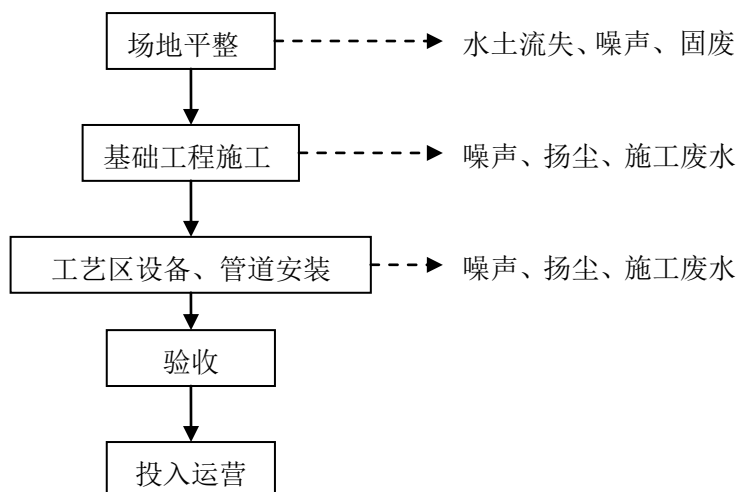 场地平整
水土流失、噪声、固废
基础工程施工
噪声、扬尘、施工废水
工艺区设备、管道安装
噪声、扬尘、施工废水
验收
投入运营